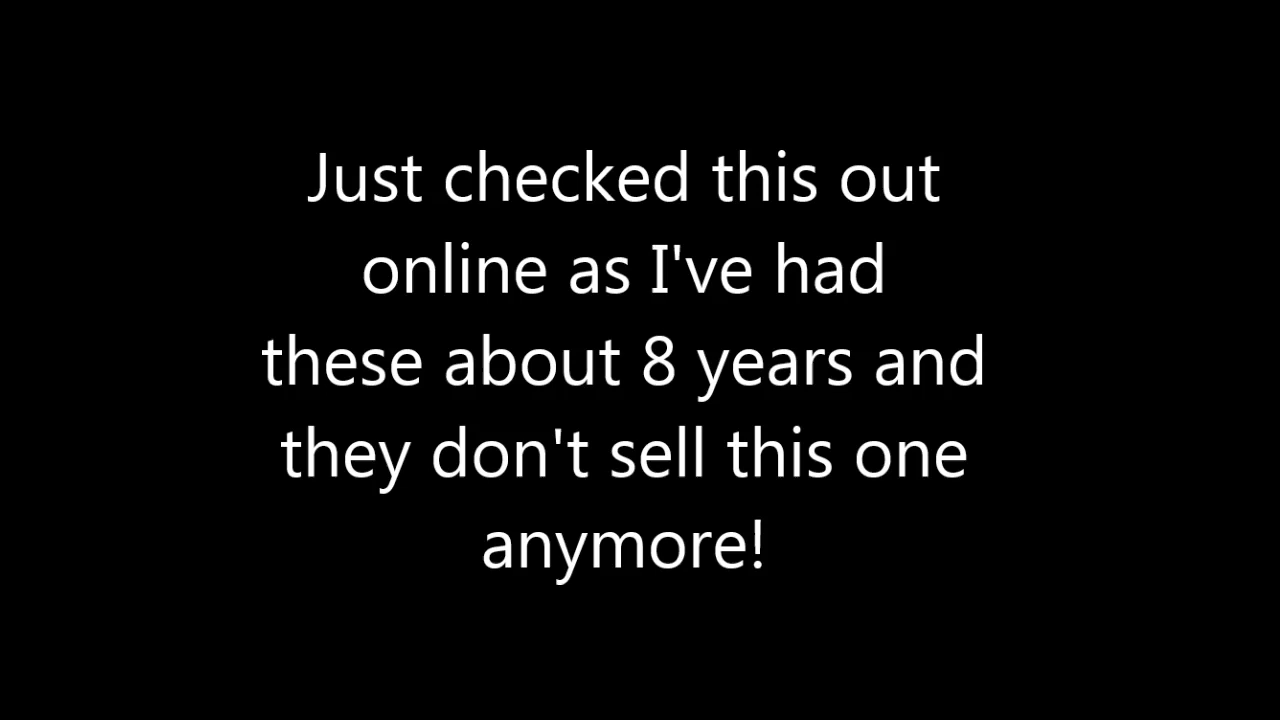 Just checked this out
online as I've had
these about 8 years and
they don't sell this one
anymore!